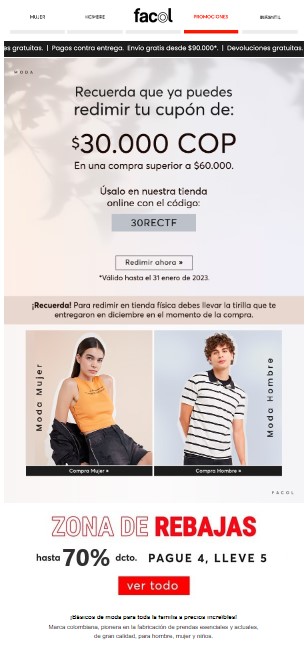 MUJER HOMBRE facol PROMOCIONES INFANTIL
es gratuitas. | Pagos contra entrega. Envío gratis desde $90.000*. | Devoluciones gratuitas.
MODA
Recuerda que ya puedes
redimir tu cupón de:
$30.000 COP
En una compra superior a $60.000.
Úsalo en nuestra tienda
online con el código:
30RECTF
Redimir ahora »
*Válido hasta el 31 enero de 2023.
¡Recuerda! Para redimir en tienda físico debes llevar la tirilla que te
entregaron en diciembre en el momento de la compra.
Moda Mujer
Moda Hombre
Compra Mujer »
Compra Hombre »
FACOL
ZONA DE REBAJAS
hasta 70% dcto. PAGUE 4, LLEVE 5
ver todo
¡Básicos de moda para toda la familia a precios increíbles!
Marca colombiana, pionera en la fabricación de prendas esenciales y actuales,
de gran calidad, para hombre, mujer y niños.